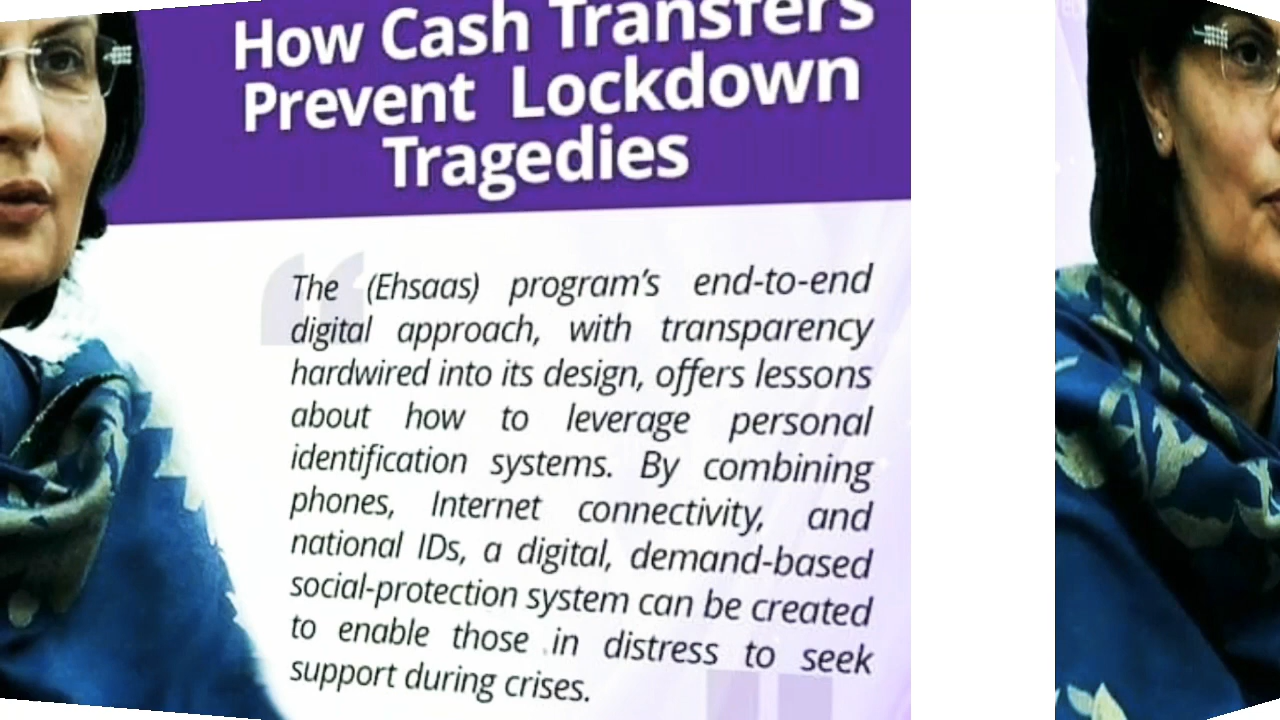 How Cash Transfers
Prevent Lockdown
Tragedies
The (Ehsaas) program's end-to-end
digital approach, with transparency
hardwired into its design, offers lessons
about how to leverage personal
identification systems. By combining
phones, Internet connectivity, and
national IDs, a digital, demand-based
social-protection system can be created
to enable those in distress to seek
support during crises.